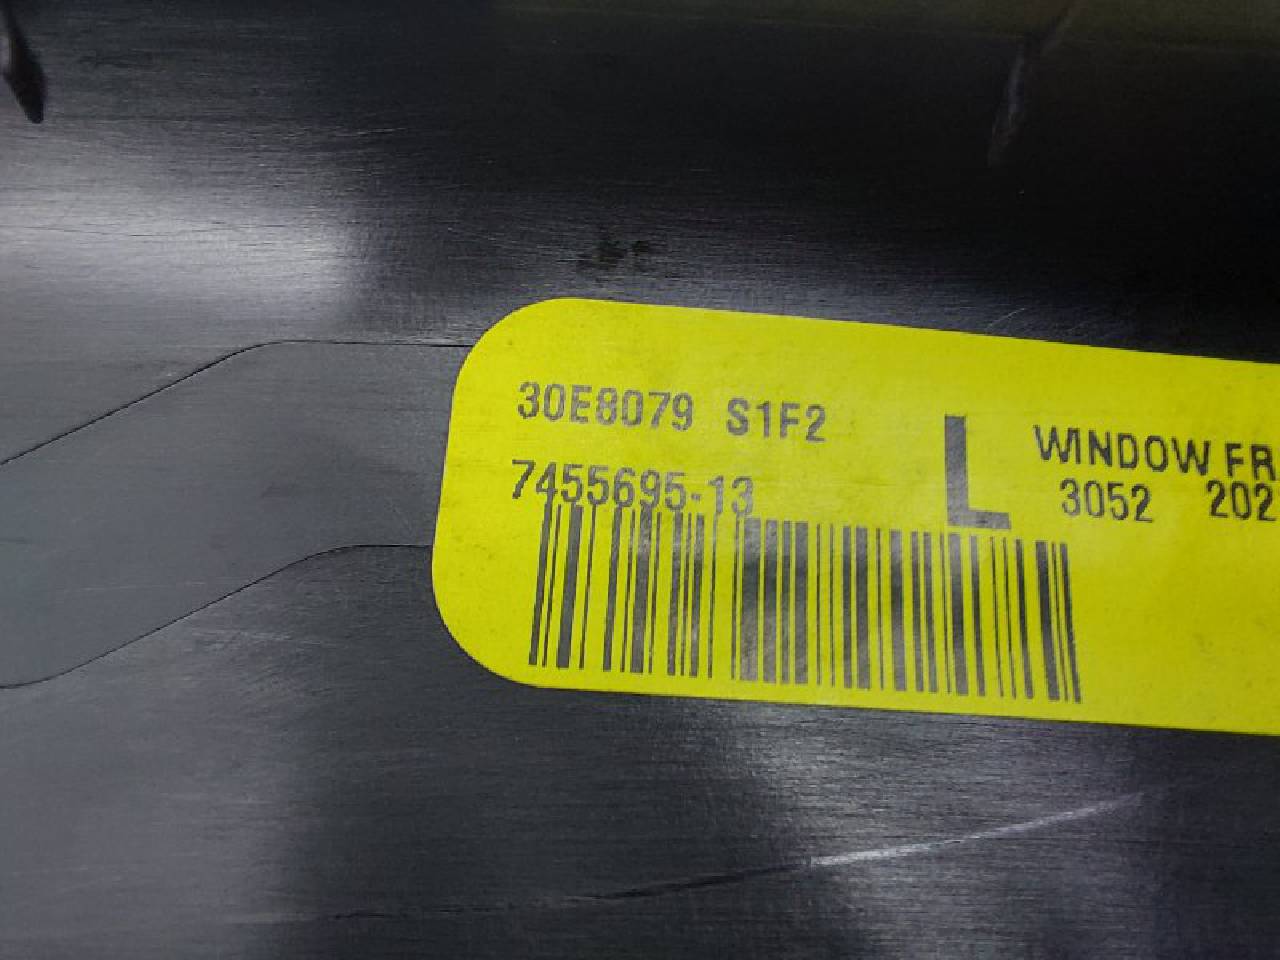 30E8079 S1F2
7455695-13
L
WINDOW FR
3052 202